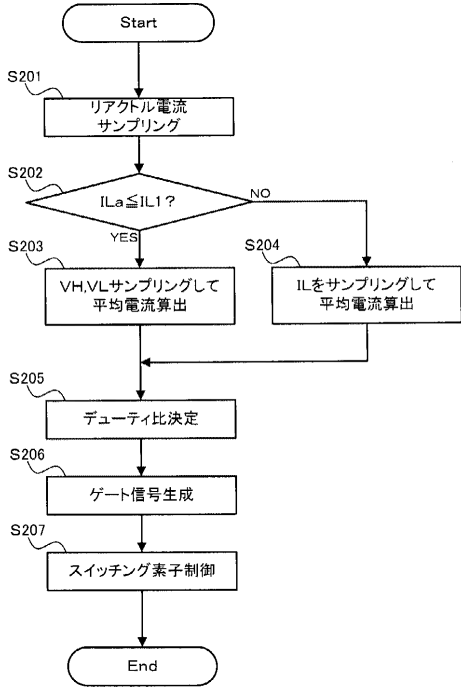 Start
S201
リアクトル電流
サンプリング
S202
ILa≦IL1?
NO
YES
S203
VH,VLサンプリングして
平均電流算出
S204
ILをサンプリングして
平均電流算出
S205
デューティ比決定
S206
ゲート信号生成
S207
スイッチング素子制御
End